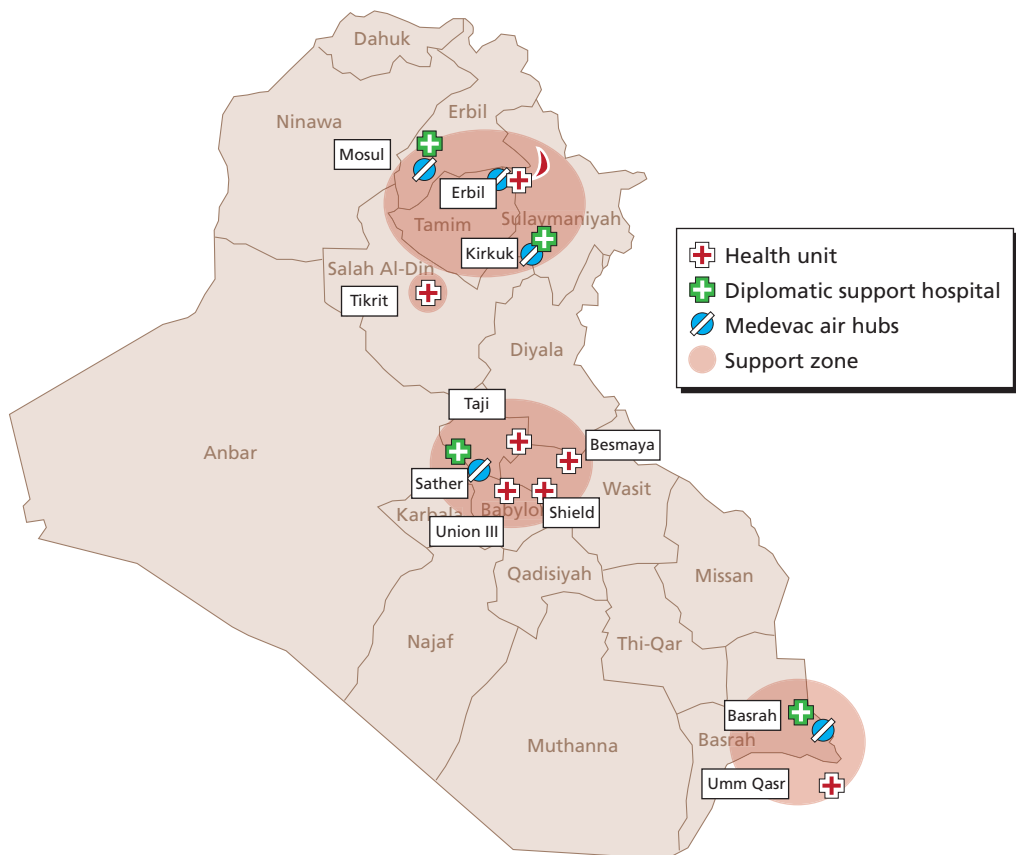 Dahuk
Ninawa
Erbil
Mosul
Erbil
Tamim
Sulaymaniyah
Kirkuk
Salah Al-Din
Tikrit
Health unit
Diplomatic support hospital
Medevac air hubs
Support zone
Diyala
Taji
Anbar
Besmaya
Sather
Wasit
Karbala
Babylon
Shield
Union III
Qadisiyah
Missan
Najaf
Thi-Qar
Basrah
Basrah
Muthanna
Umm Qasr